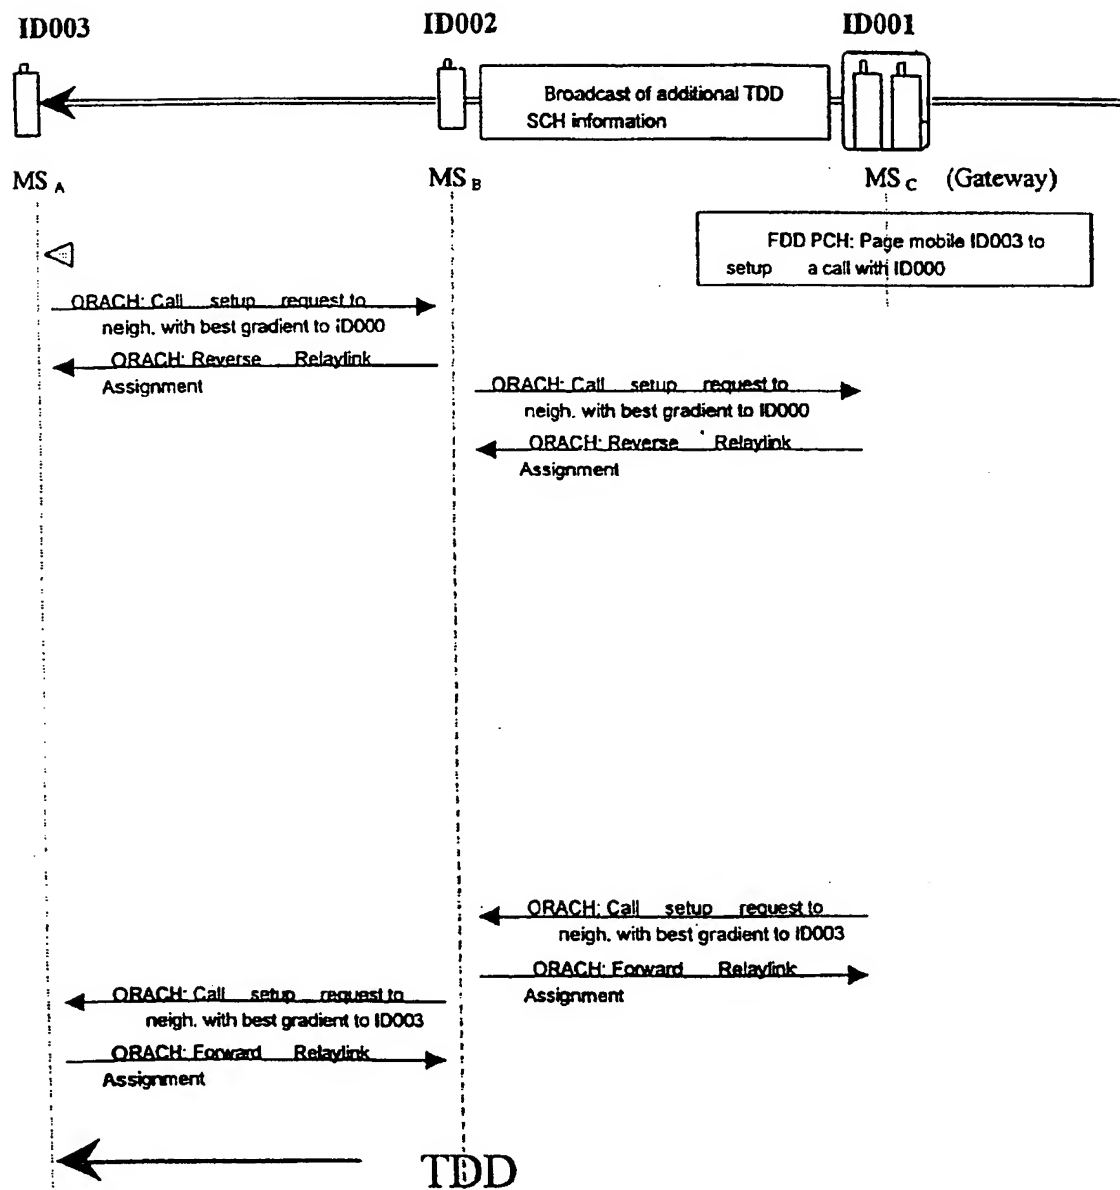 ID003
ID002
ID001
Broadcast of additional TDD
SCH information
MS A
MS B
MS C (Gateway)
FDD PCH: Page mobile ID003 to
setup a call with ID000
ORACH: Call setup request to
neigh. with best gradient to ID000
ORACH: Reverse Relaylink
Assignment
ORACH: Call setup request to
neigh. with best gradient to ID000
ORACH: Reverse Relaylink
Assignment
ORACH: Call setup request to
neigh. with best gradient to ID003
ORACH: Forward Relaylink
Assignment
ORACH: Call setup request to
neigh. with best gradient to ID003
ORACH: Forward Relaylink
Assignment
TDD